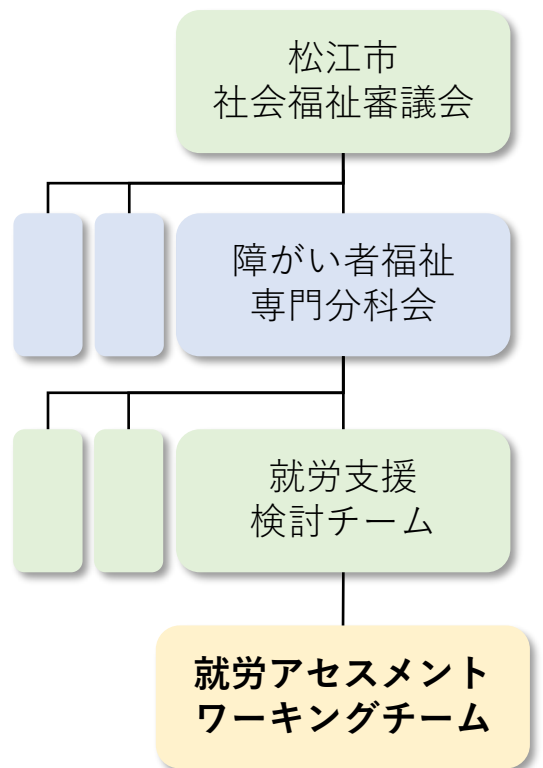 松江市
社会福祉審議会
障がい者福祉
専門分科会
就労支援
検討チーム
就労アセスメント
ワーキングチーム